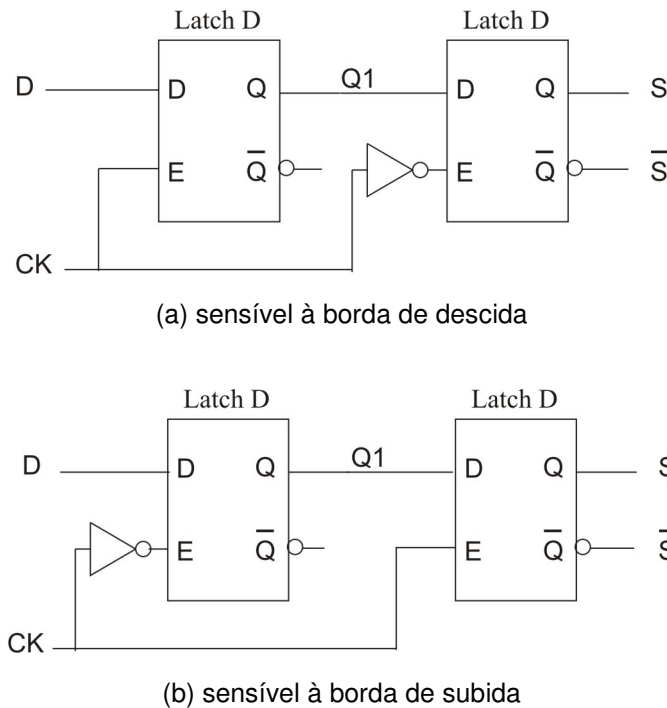 Latch D Latch D
D D Q Q1 D Q S
E Q̅ E Q̅ S̅
CK
(a) sensível à borda de descida
Latch D Latch D
D D Q Q1 D Q S
E Q̅ E Q̅ S̅
CK
(b) sensível à borda de subida